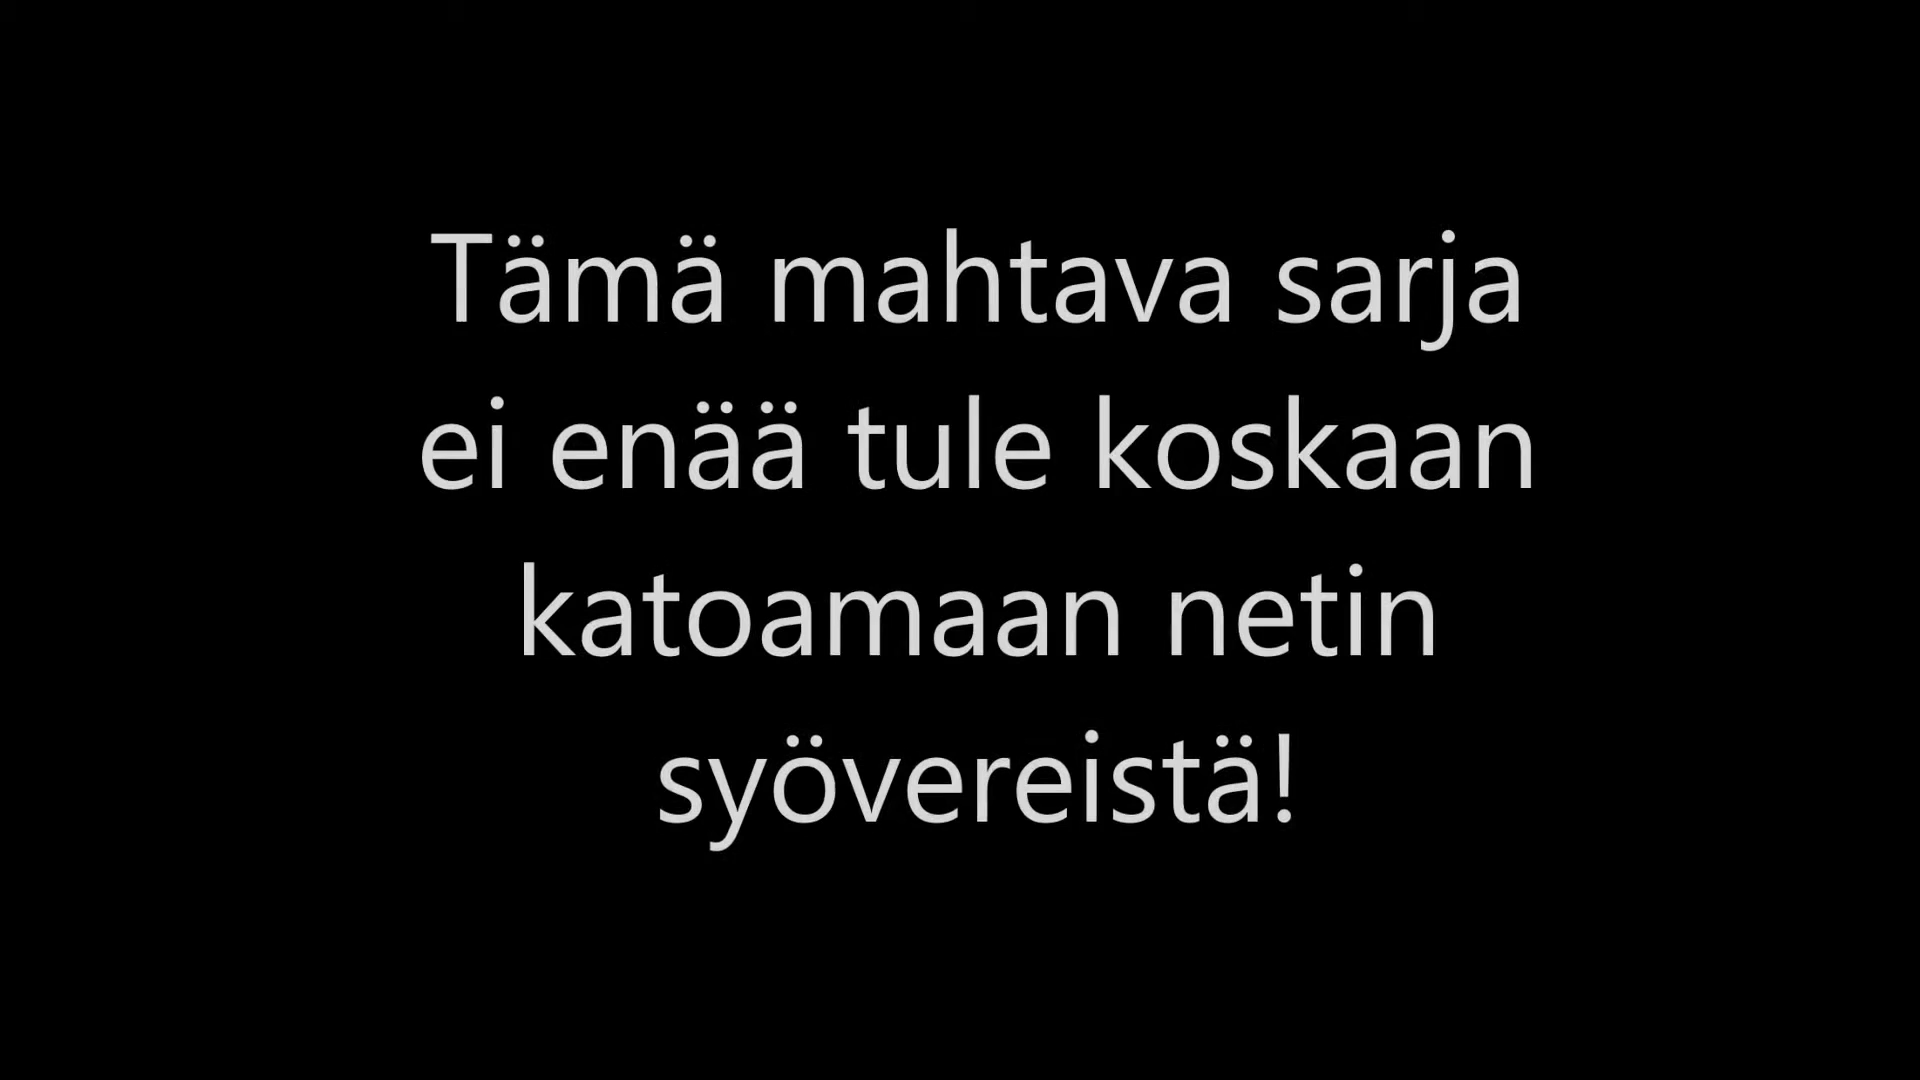 Tämä mahtava sarja
ei enää tule koskaan
katoamaan netin
syövereistä!